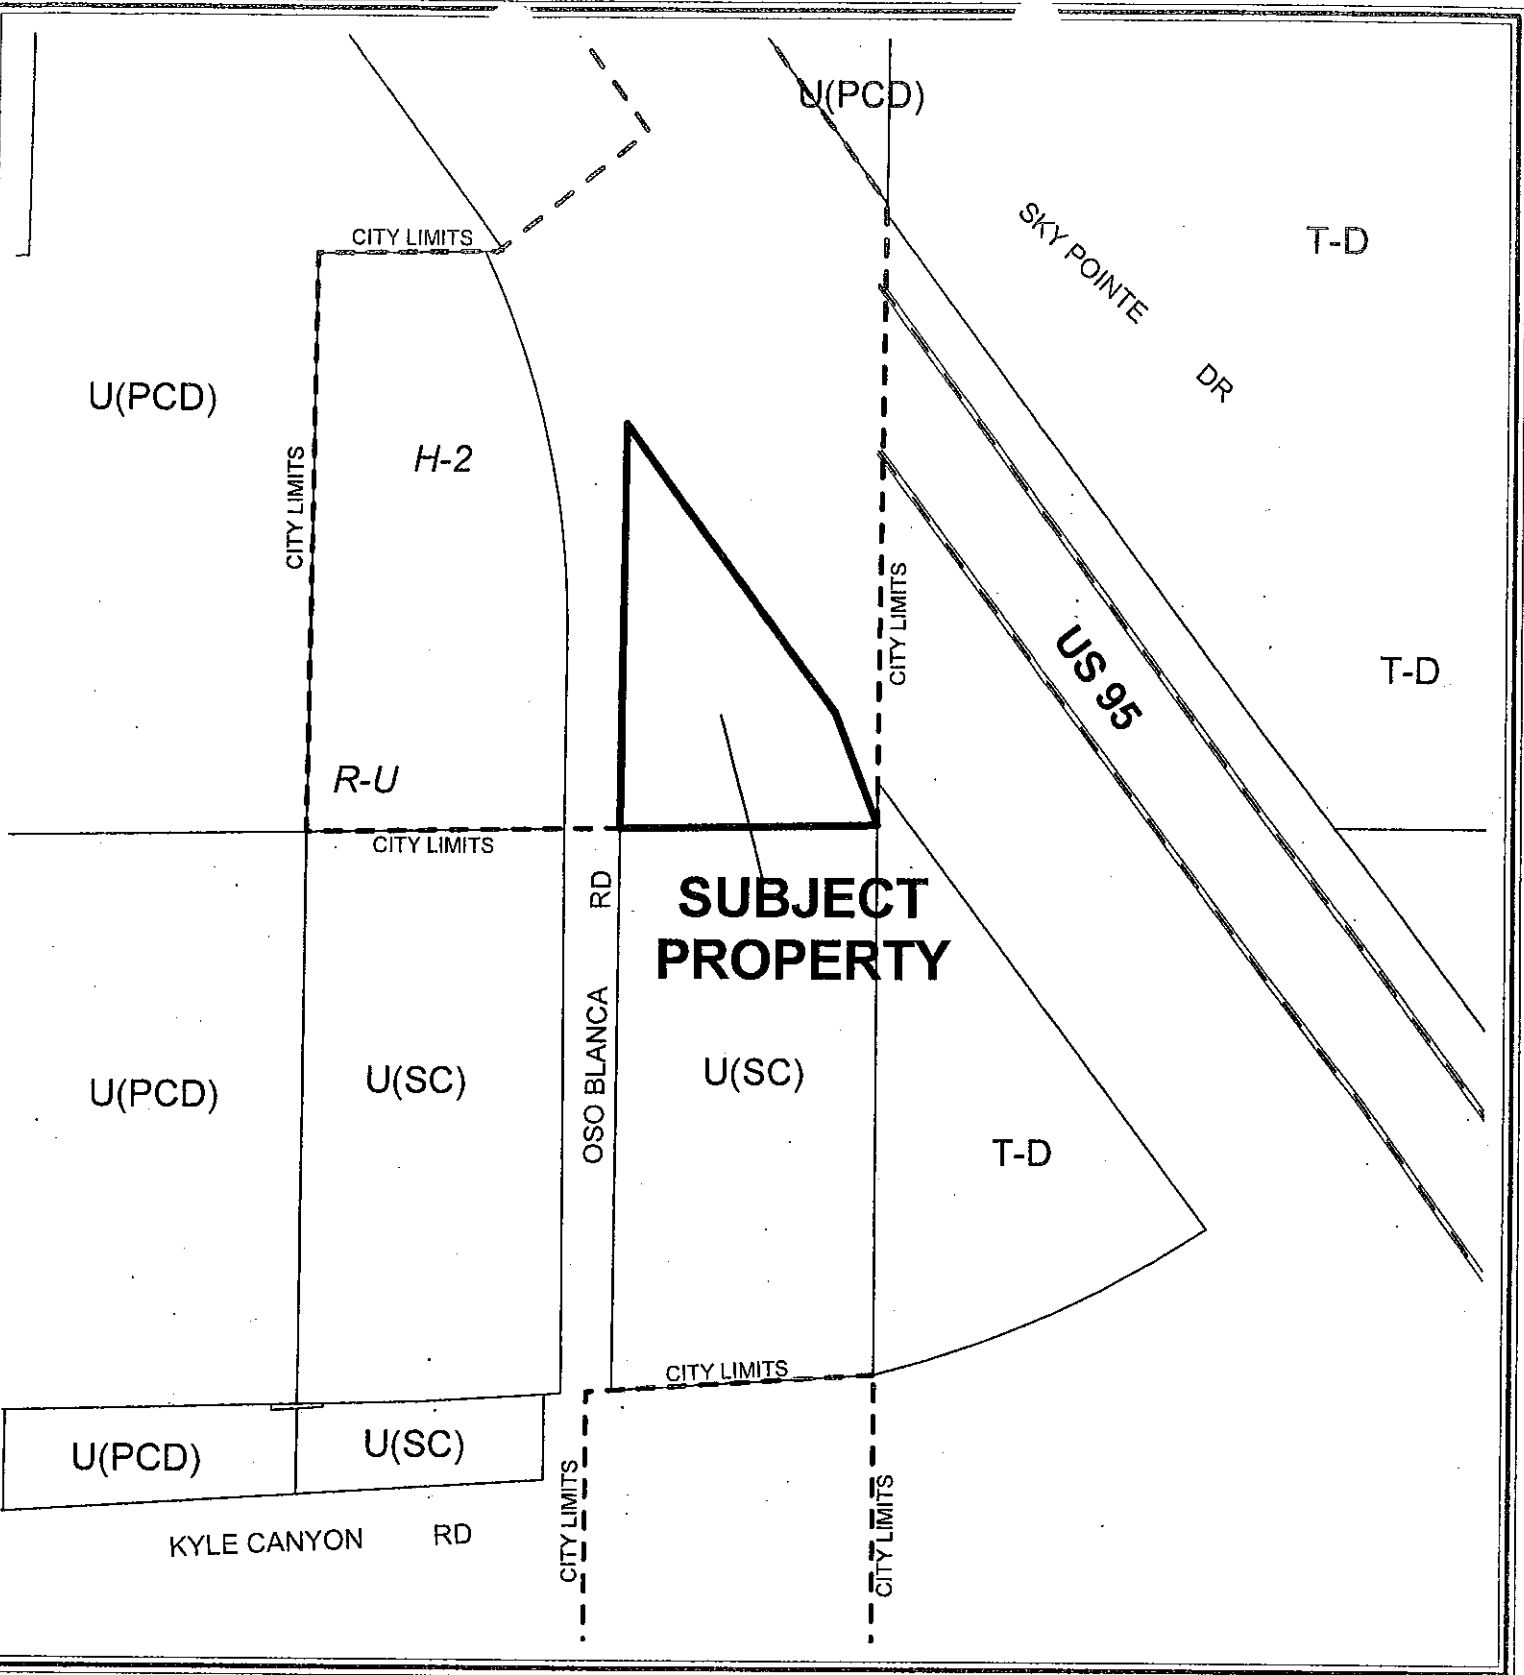 U(PCD)
SKY POINTE DR
T-D
CITY LIMITS
U(PCD)
H-2
CITY LIMITS
CITY LIMITS
US 95
T-D
R-U
CITY LIMITS
SUBJECT
PROPERTY
OSO BLANCA RD
U(PCD)
U(SC)
U(SC)
T-D
CITY LIMITS
U(PCD)
U(SC)
CITY LIMITS
CITY LIMITS
KYLE CANYON RD